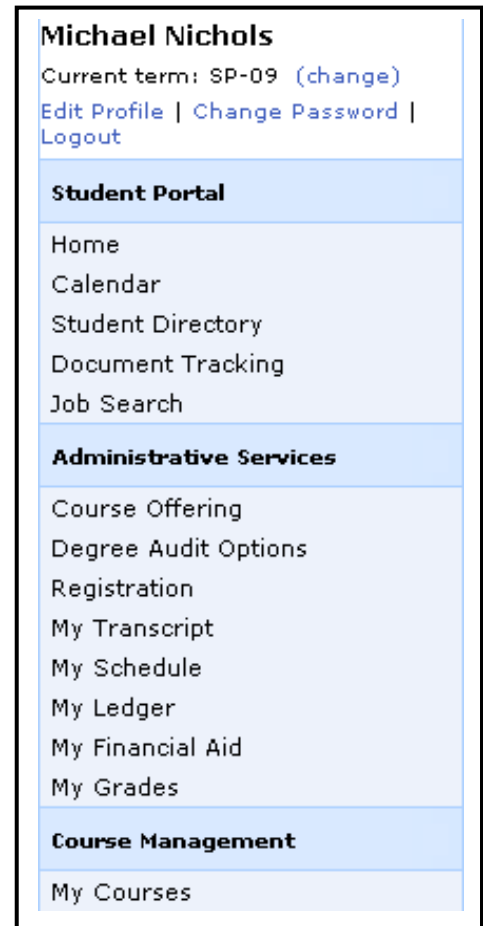 Michael Nichols
Current term: SP-09 (change)
Edit Profile | Change Password |
Logout
Student Portal
Home
Calendar
Student Directory
Document Tracking
Job Search
Administrative Services
Course Offering
Degree Audit Options
Registration
My Transcript
My Schedule
My Ledger
My Financial Aid
My Grades
Course Management
My Courses